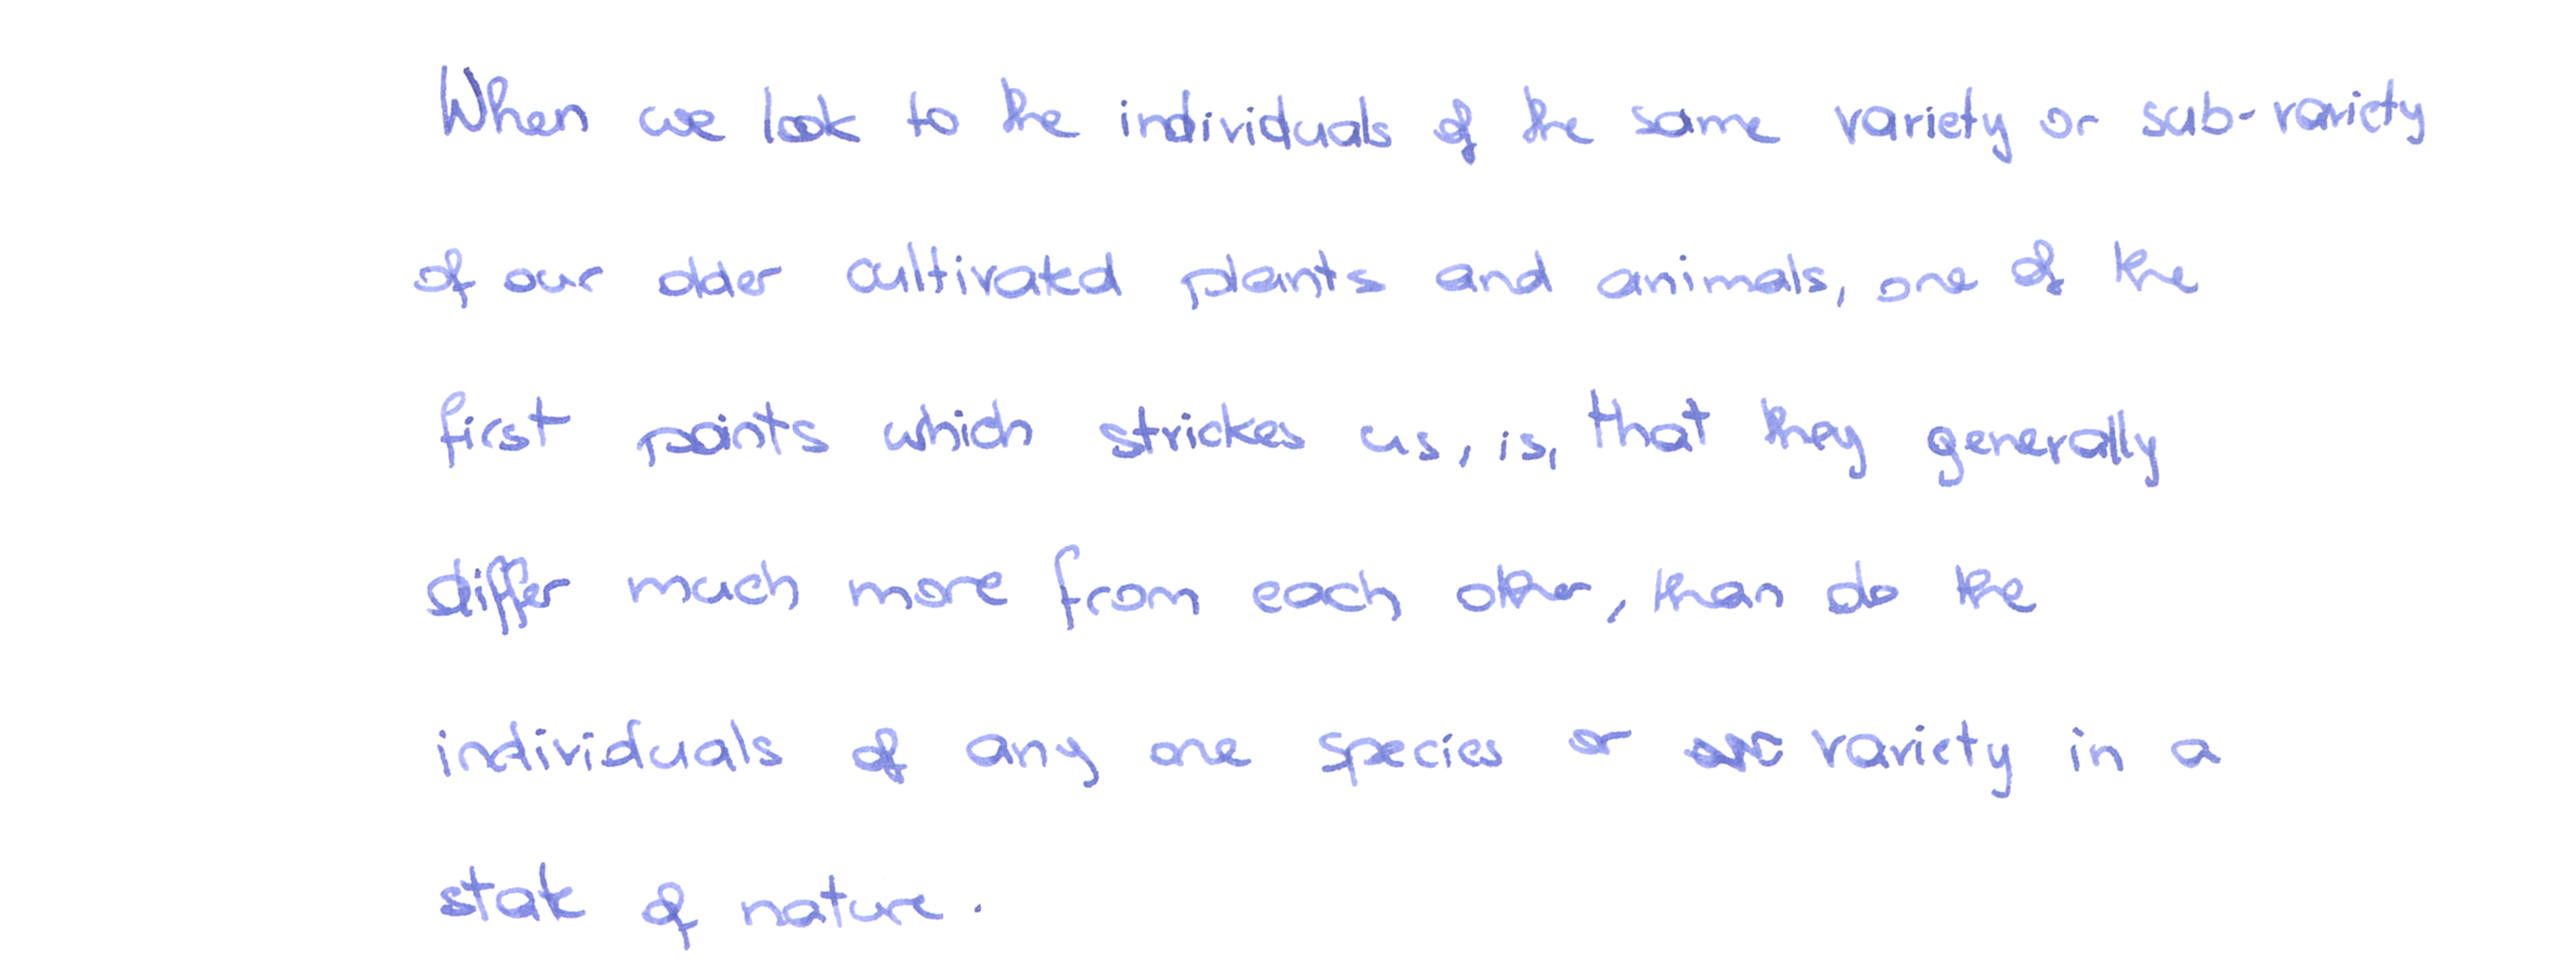 When we look to the individuals of the same variety or sub-variety
of our older cultivated plants and animals, one of the
first points which strickes us, is, that they generally
differ much more from each other, than do the
individuals of any one species or variety in a
state of nature.